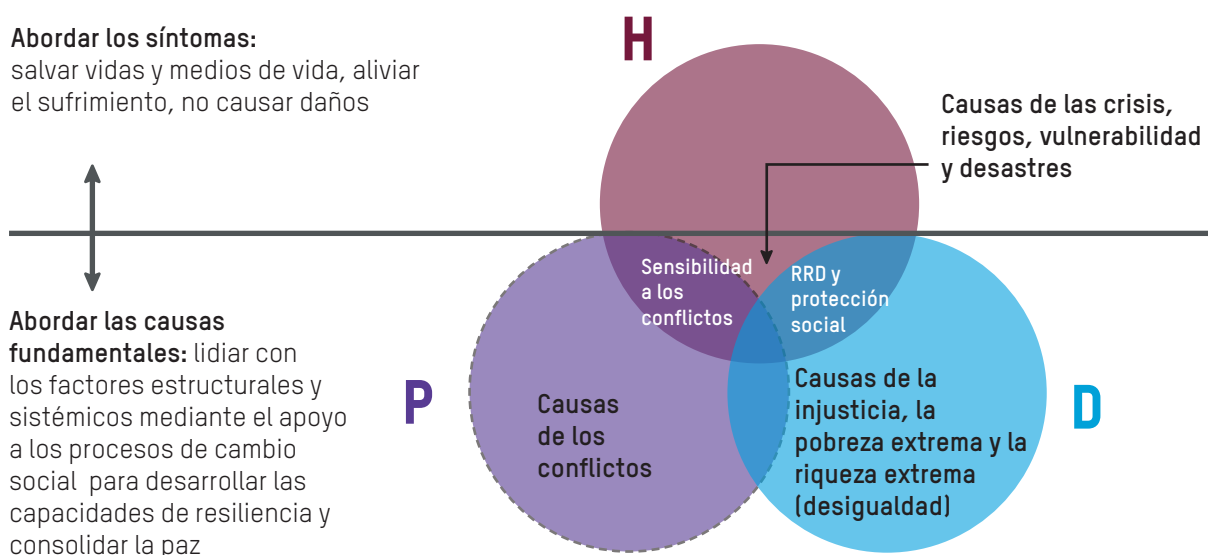 Abordar los síntomas:
salvar vidas y medios de vida, aliviar
el sufrimiento, no causar daños
H
Causas de las crisis,
riesgos, vulnerabilidad
y desastres
Sensibilidad
a los
conflictos
RRD y
protección
social
Abordar las causas
fundamentales: lidiar con
los factores estructurales y
sistémicos mediante el apoyo
a los procesos de cambio
social para desarrollar las
capacidades de resiliencia y
consolidar la paz
P
Causas
de los
conflictos
Causas de la
injusticia, la
pobreza extrema y la
riqueza extrema
(desigualdad)
D